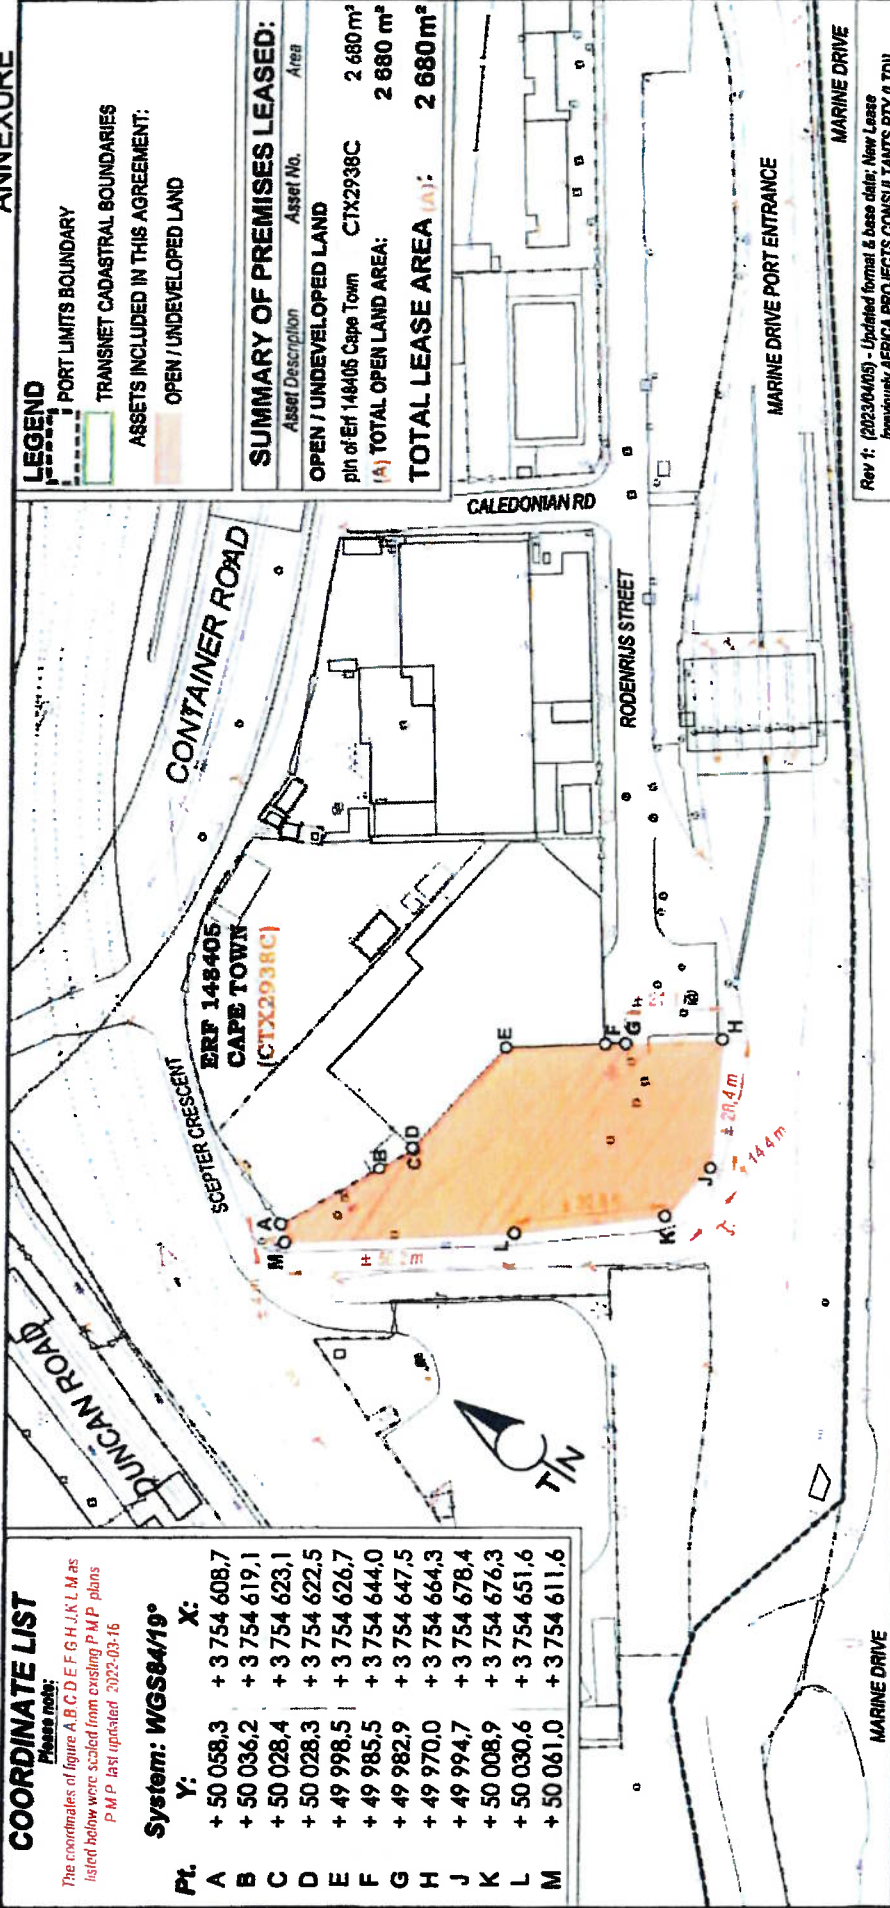 ANNEXURE
COORDINATE LIST
Please note:
The coordinates of figure A B C D E F G H J K L M as
listed below were scaled from existing P M P plans
P M P last updated 2022-03-16
System: WGS84/19°
Pt. Y: X:
A + 50 058,3 + 3 754 608,7
B + 50 036,2 + 3 754 619,1
C + 50 028,4 + 3 754 623,1
D + 50 028,3 + 3 754 622,5
E + 49 998,5 + 3 754 626,7
F + 49 985,5 + 3 754 644,0
G + 49 982,9 + 3 754 647,5
H + 49 970,0 + 3 754 664,3
J + 49 994,7 + 3 754 678,4
K + 50 008,9 + 3 754 676,3
L + 50 030,6 + 3 754 651,6
M + 50 061,0 + 3 754 611,6
LEGEND
PORT LIMITS BOUNDARY
TRANSNET CADASTRAL BOUNDARIES
ASSETS INCLUDED IN THIS AGREEMENT:
OPEN / UNDEVELOPED LAND
SUMMARY OF PREMISES LEASED:
Asset Description Asset No. Area
OPEN / UNDEVELOPED LAND
ptn of Erf 148405 Cape Town CTX2938C 2 680 m²
(A) TOTAL OPEN LAND AREA: 2 680 m²
TOTAL LEASE AREA (A): 2 680m²
DUNCAN ROAD
CONTAINER ROAD
SCEPTER CRESCENT
ERF 148405
CAPE TOWN
[CTX2938C]
CALEDONIAN RD
RODENRIJS STREET
MARINE DRIVE PORT ENTRANCE
MARINE DRIVE
MARINE DRIVE
A
B
C
D
E
F
G
H
J
K
L
M
± 28,4 m
14.4 m
T/N
Rev 1: (2023/04/05) - Updated format & base date; New Lease